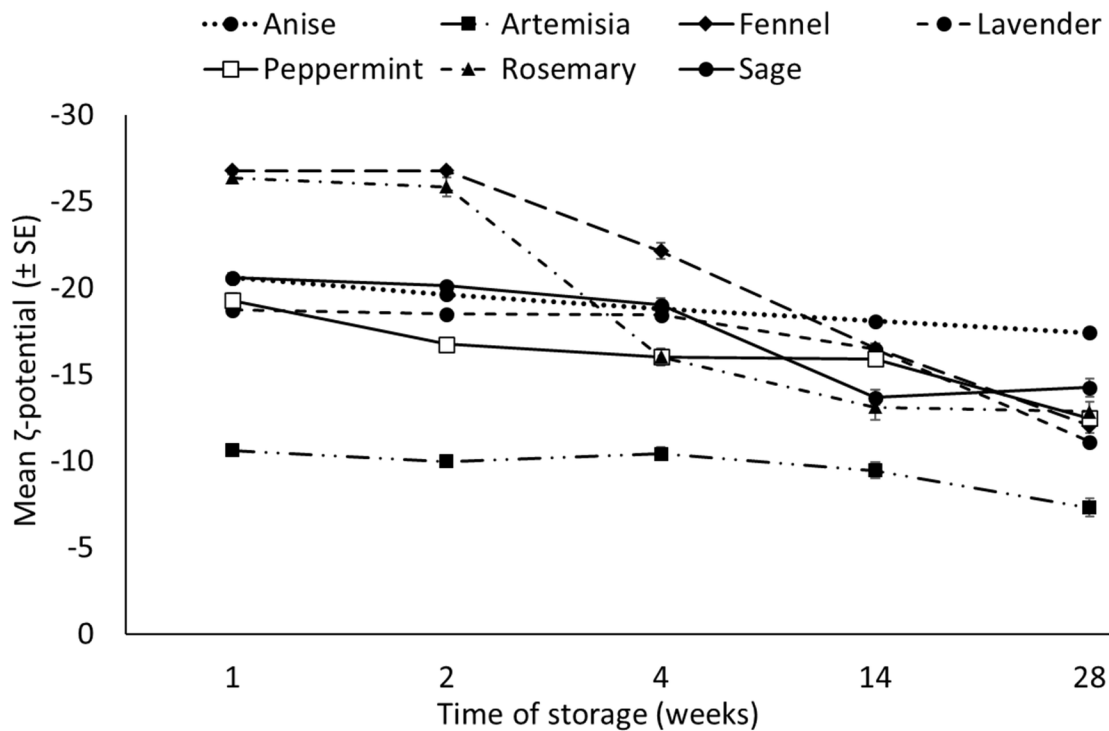 Anise Artemisia Fennel Lavender
Peppermint Rosemary Sage
-30
-25
-20
-15
-10
-5
0
Mean ζ-potential (± SE)
1 2 4 14 28
Time of storage (weeks)